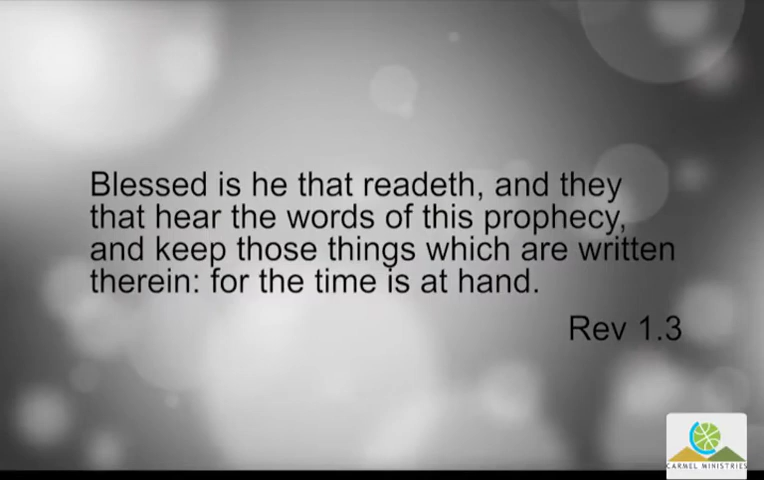 Blessed is he that readeth, and they
that hear the words of this prophecy,
and keep those things which are written
therein: for the time is at hand.
Rev 1.3
CARMEL MINISTRIES